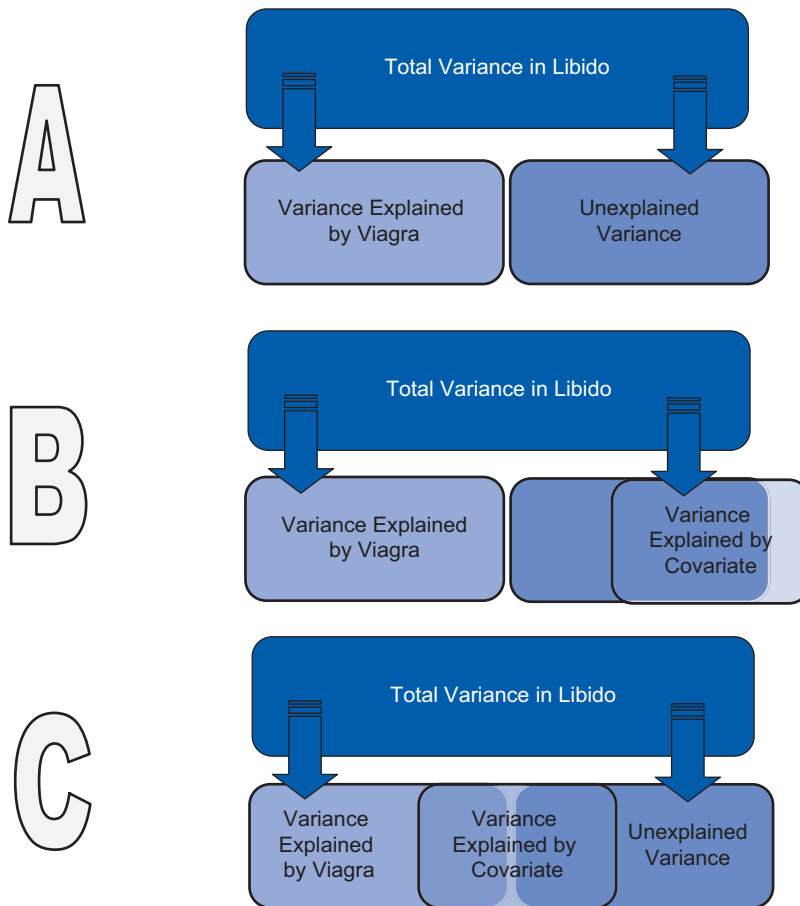 A
Total Variance in Libido
Variance Explained
by Viagra
Unexplained
Variance
B
Total Variance in Libido
Variance Explained
by Viagra
Variance
Explained by
Covariate
C
Total Variance in Libido
Variance
Explained
by Viagra
Variance
Explained by
Covariate
Unexplained
Variance